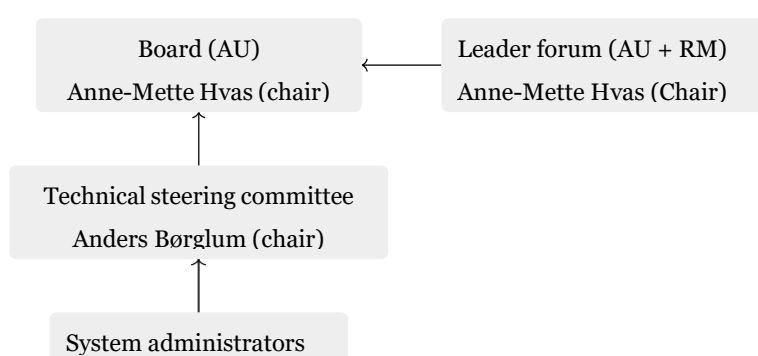 Board (AU)
Anne-Mette Hvas (chair)
Leader forum (AU + RM)
Anne-Mette Hvas (Chair)
Technical steering committee
Anders Børglum (chair)
System administrators